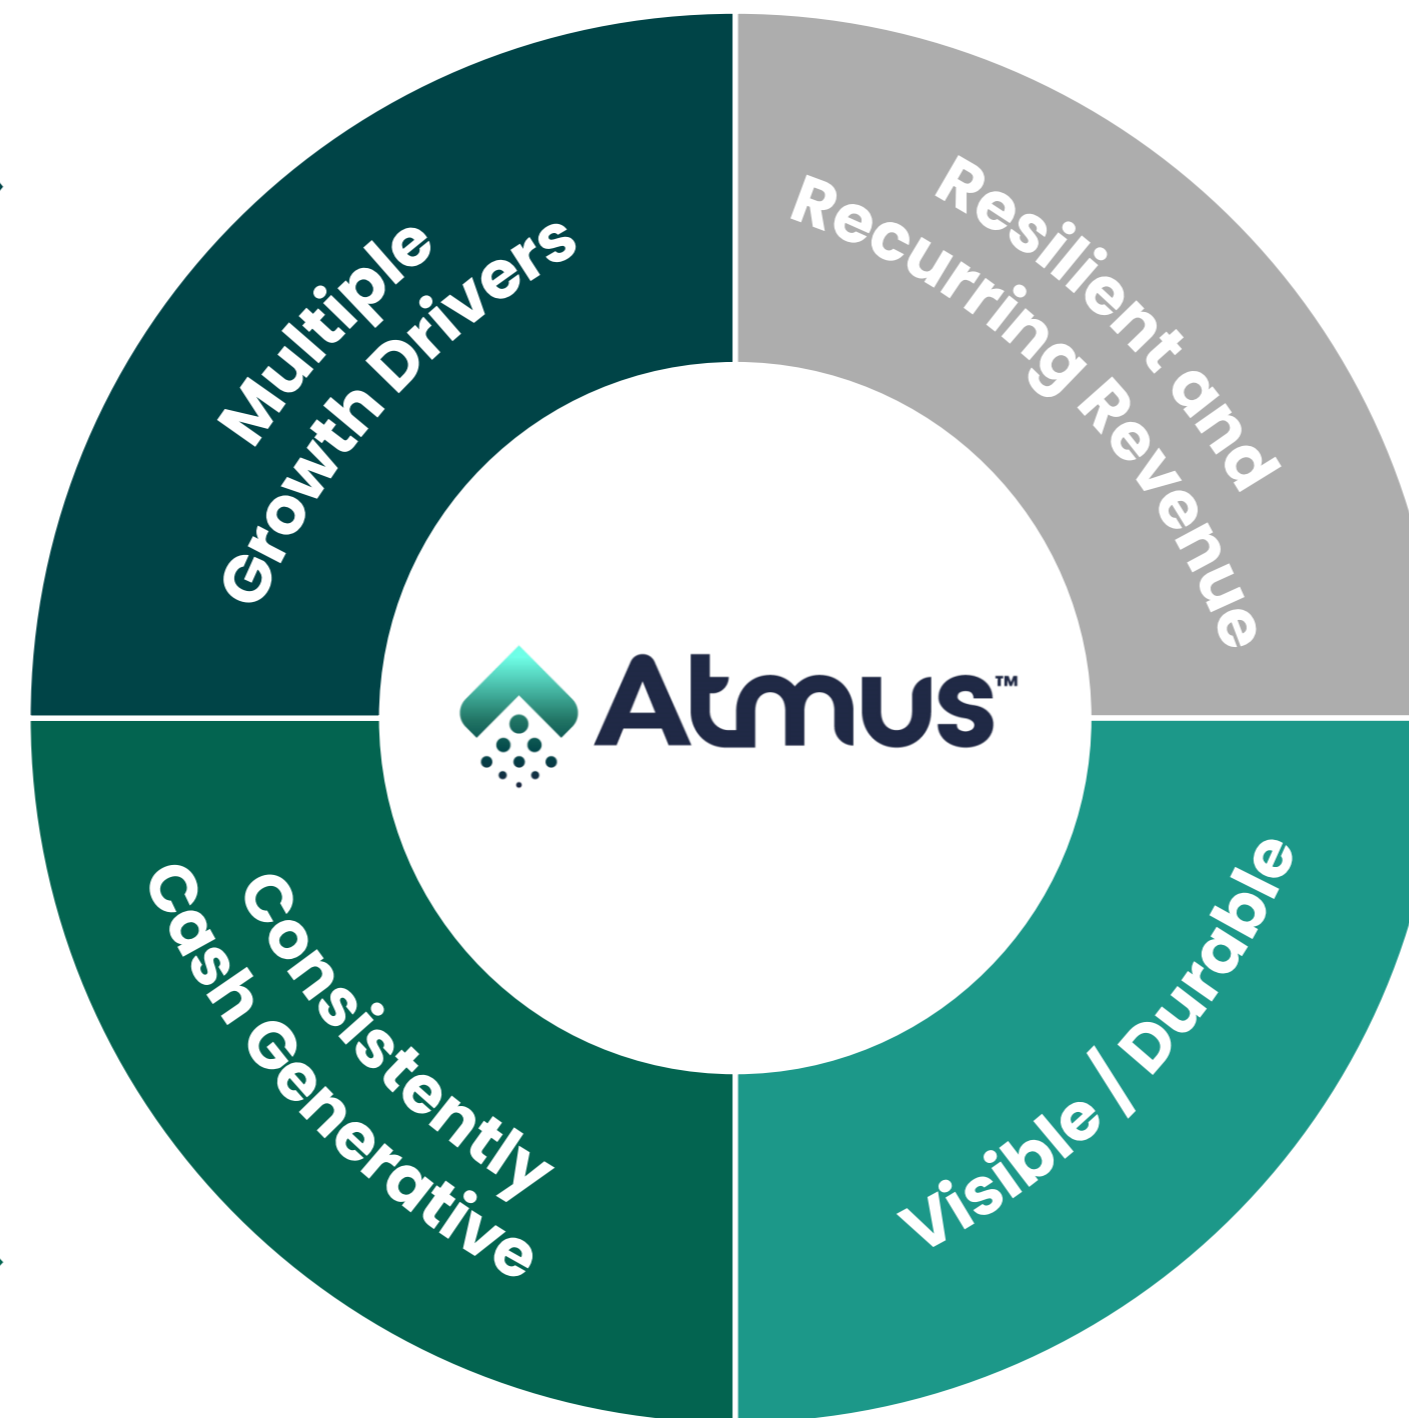 Multiple
Growth Drivers
Resilient and
Recurring Revenue
Atmus™
Consistently
Cash Generative
Visible / Durable